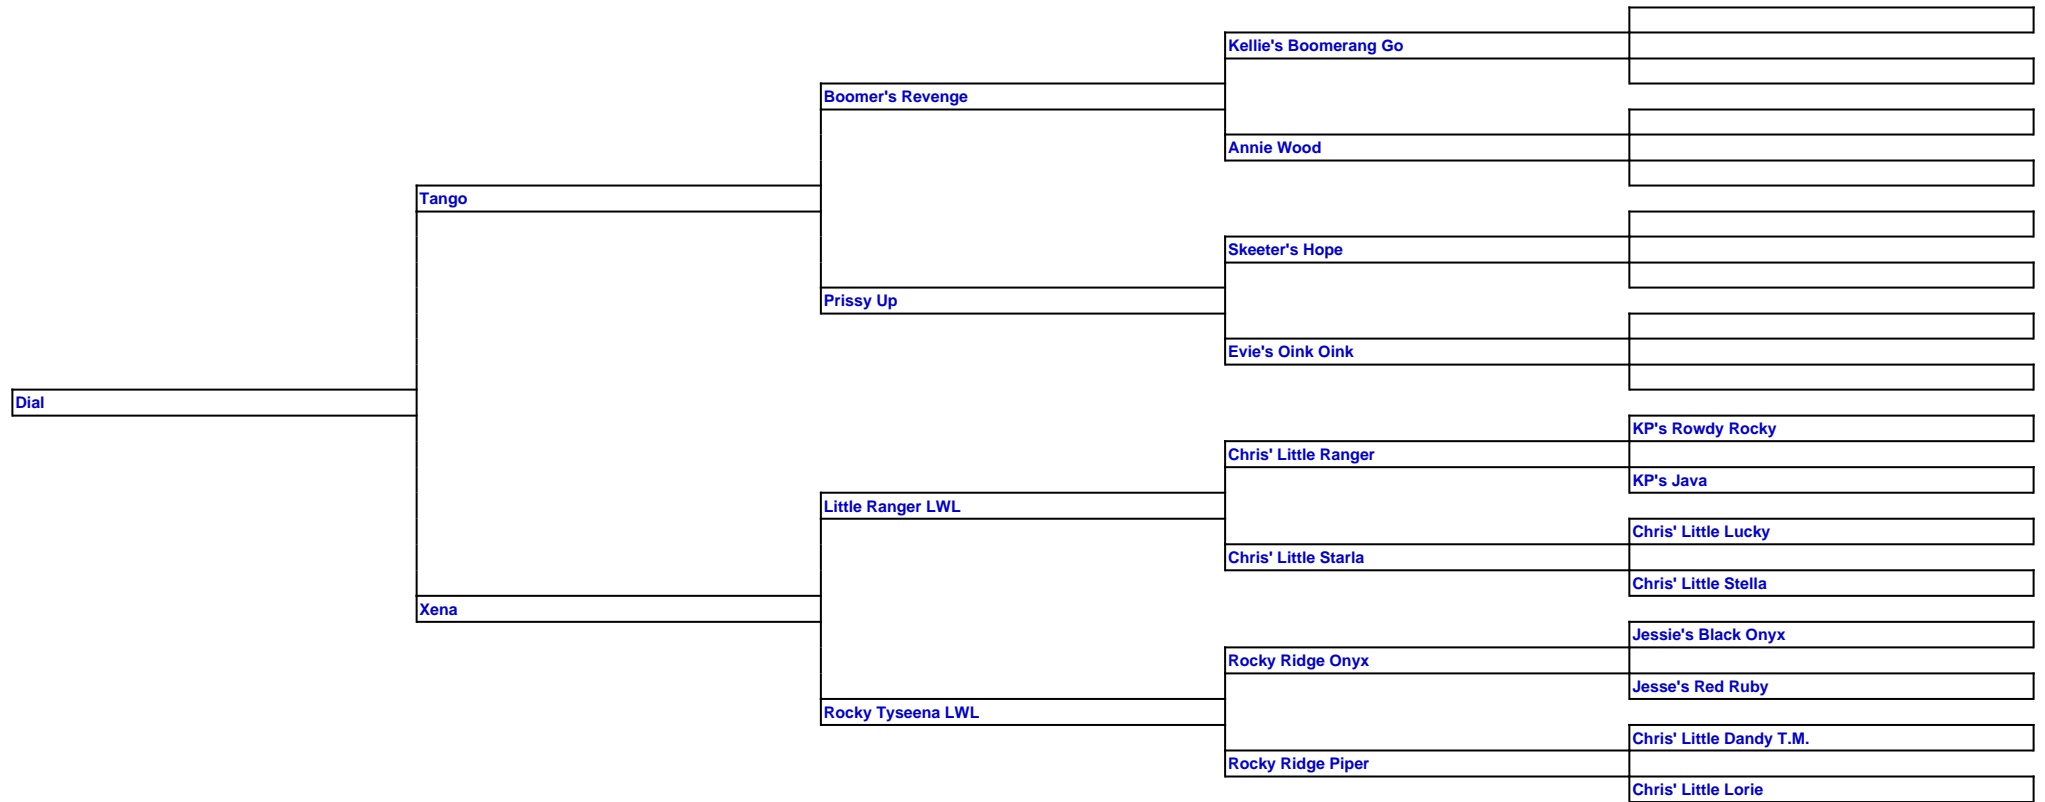 Kellie's Boomerang Go
Boomer's Revenge
Annie Wood
Tango
Skeeter's Hope
Prissy Up
Evie's Oink Oink
Dial
KP's Rowdy Rocky
Chris' Little Ranger
KP's Java
Little Ranger LWL
Chris' Little Lucky
Chris' Little Starla
Chris' Little Stella
Xena
Jessie's Black Onyx
Rocky Ridge Onyx
Jesse's Red Ruby
Rocky Tyseena LWL
Chris' Little Dandy T.M.
Rocky Ridge Piper
Chris' Little Lorie